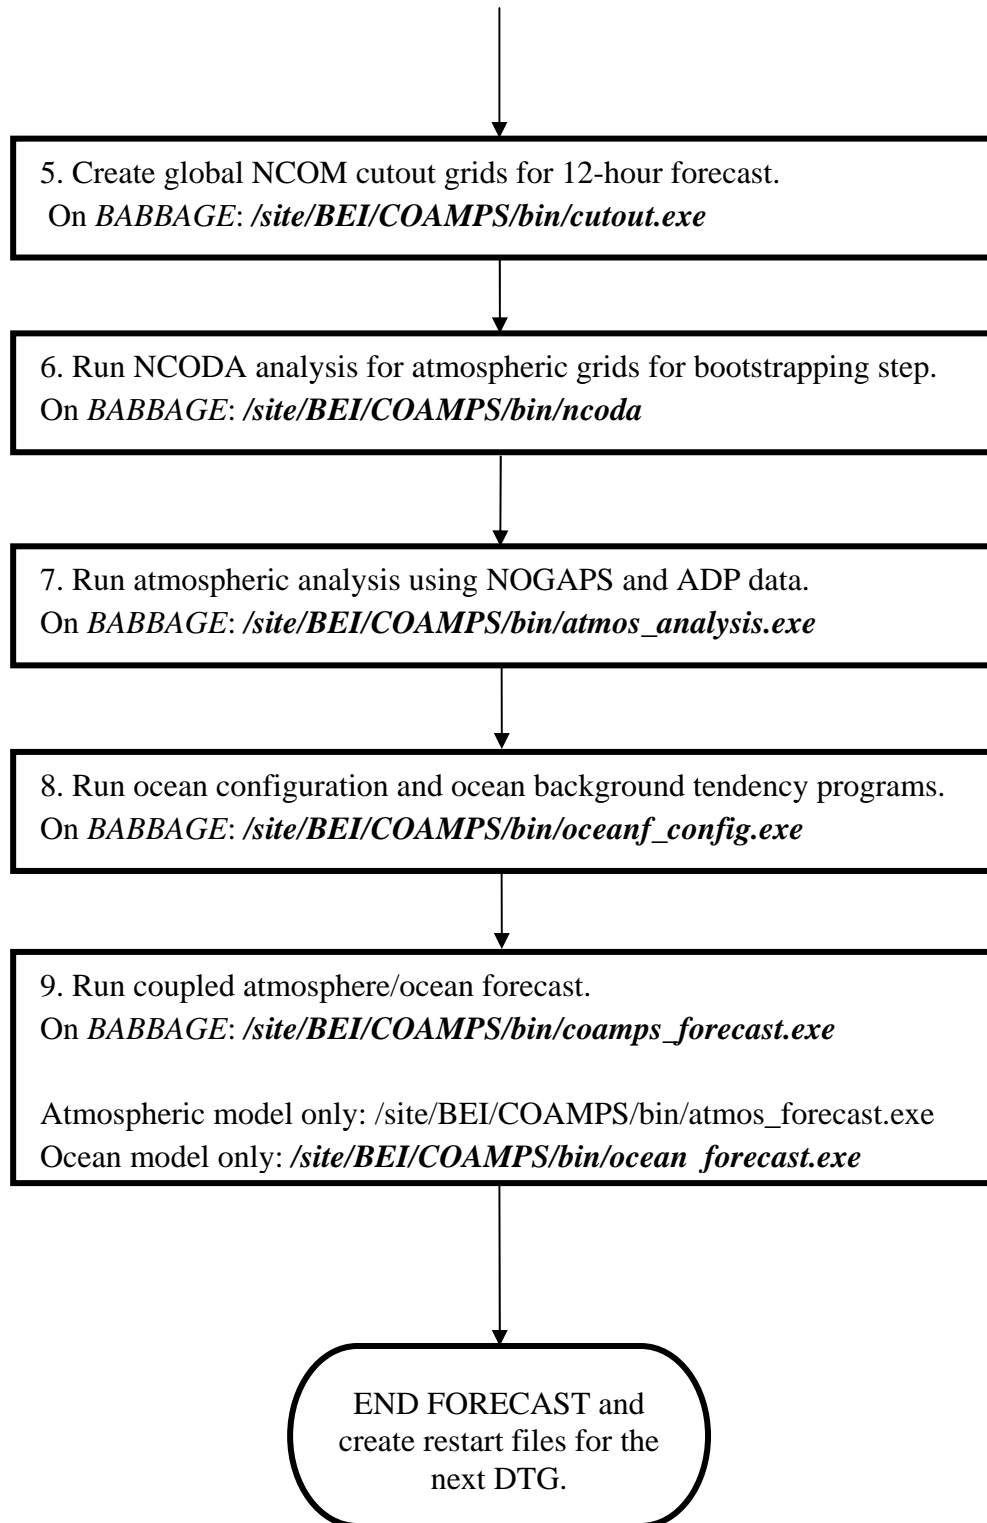 5. Create global NCOM cutout grids for 12-hour forecast.
On BABBAGE: /site/BEI/COAMPS/bin/cutout.exe
6. Run NCODA analysis for atmospheric grids for bootstrapping step.
On BABBAGE: /site/BEI/COAMPS/bin/ncoda
7. Run atmospheric analysis using NOGAPS and ADP data.
On BABBAGE: /site/BEI/COAMPS/bin/atmos_analysis.exe
8. Run ocean configuration and ocean background tendency programs.
On BABBAGE: /site/BEI/COAMPS/bin/oceanf_config.exe
9. Run coupled atmosphere/ocean forecast.
On BABBAGE: /site/BEI/COAMPS/bin/coamps_forecast.exe
Atmospheric model only: /site/BEI/COAMPS/bin/atmos_forecast.exe
Ocean model only: /site/BEI/COAMPS/bin/ocean_forecast.exe
END FORECAST and
create restart files for the
next DTG.